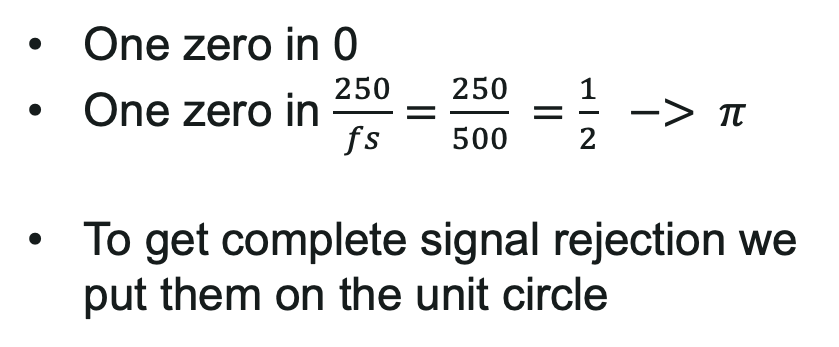 • One zero in 0
• One zero in 250/fs = 250/500 = 1/2 –> π
• To get complete signal rejection we
put them on the unit circle